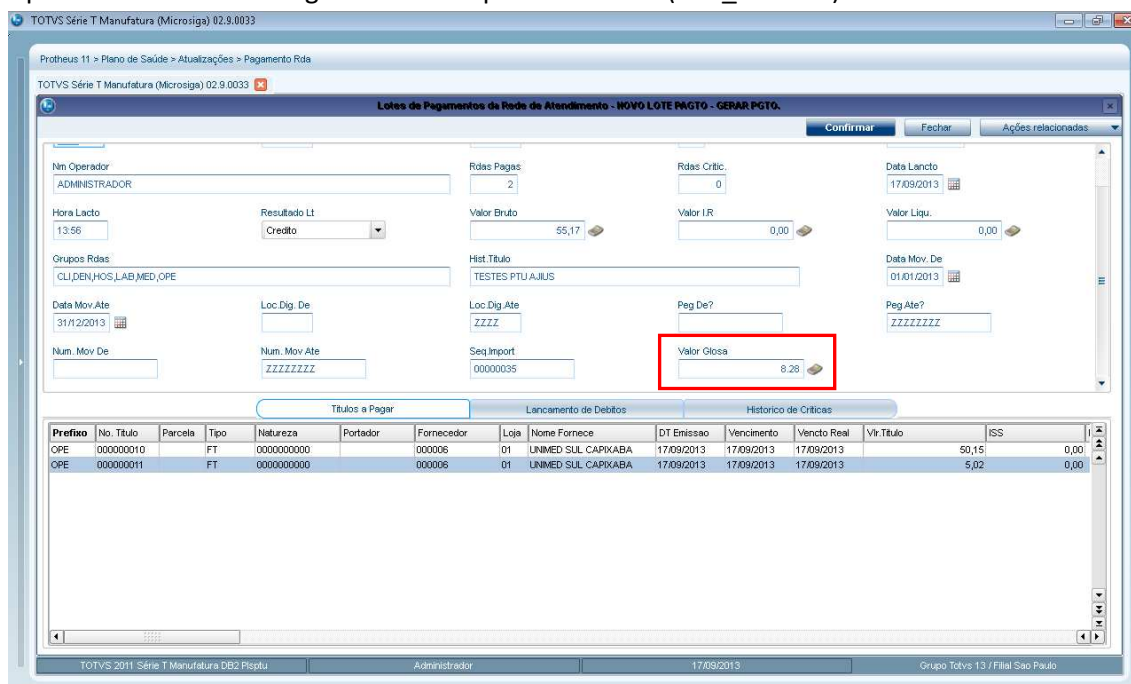 TOTVS Série T Manufatura (Microsiga) 02.9.0033
Protheus 11 > Plano de Saúde > Atualizações > Pagamento Rda
TOTVS Série T Manufatura (Microsiga) 02.9.0033
Lotes de Pagamentos da Rede de Atendimento - NOVO LOTE PAGTO - GERAR PGTO.
Confirmar Fechar Ações relacionadas
Nm Operador Rdas Pagas Rdas Critic. Data Lancto
ADMINISTRADOR 2 0 17/09/2013
Hora Lacto Resultado Lt Valor Bruto Valor I.R Valor Liqu.
13:56 Credito 55,17 0,00 0,00
Grupos Rdas Hist.Titulo Data Mov. De
CLI,DEN,HOS,LAB,MED,OPE TESTES PTU AJIUS 01/01/2013
Data Mov.Ate Loc.Dig. De Loc.Dig.Ate Peg De? Peg Ate?
31/12/2013 ZZZZ ZZZZZZZZ
Num. Mov De Num. Mov Ate Seq.Import Valor Glosa
ZZZZZZZZ 00000035 8.28
Titulos a Pagar Lancamento de Debitos Historico de Criticas
Prefixo No. Titulo Parcela Tipo Natureza Portador Fornecedor Loja Nome Fornece DT Emissao Vencimento Vencto Real Vlr.Titulo ISS
OPE 000000010 FT 0000000000 000006 01 UNIMED SUL CAPIXABA 17/09/2013 17/09/2013 17/09/2013 50,15 0,00
OPE 000000011 FT 0000000000 000006 01 UNIMED SUL CAPIXABA 17/09/2013 17/09/2013 17/09/2013 5,02 0,00
TOTVS 2011 Série T Manufatura DB2 Plsptu Administrador 17/09/2013 Grupo Totvs 13 / Filial Sao Paulo